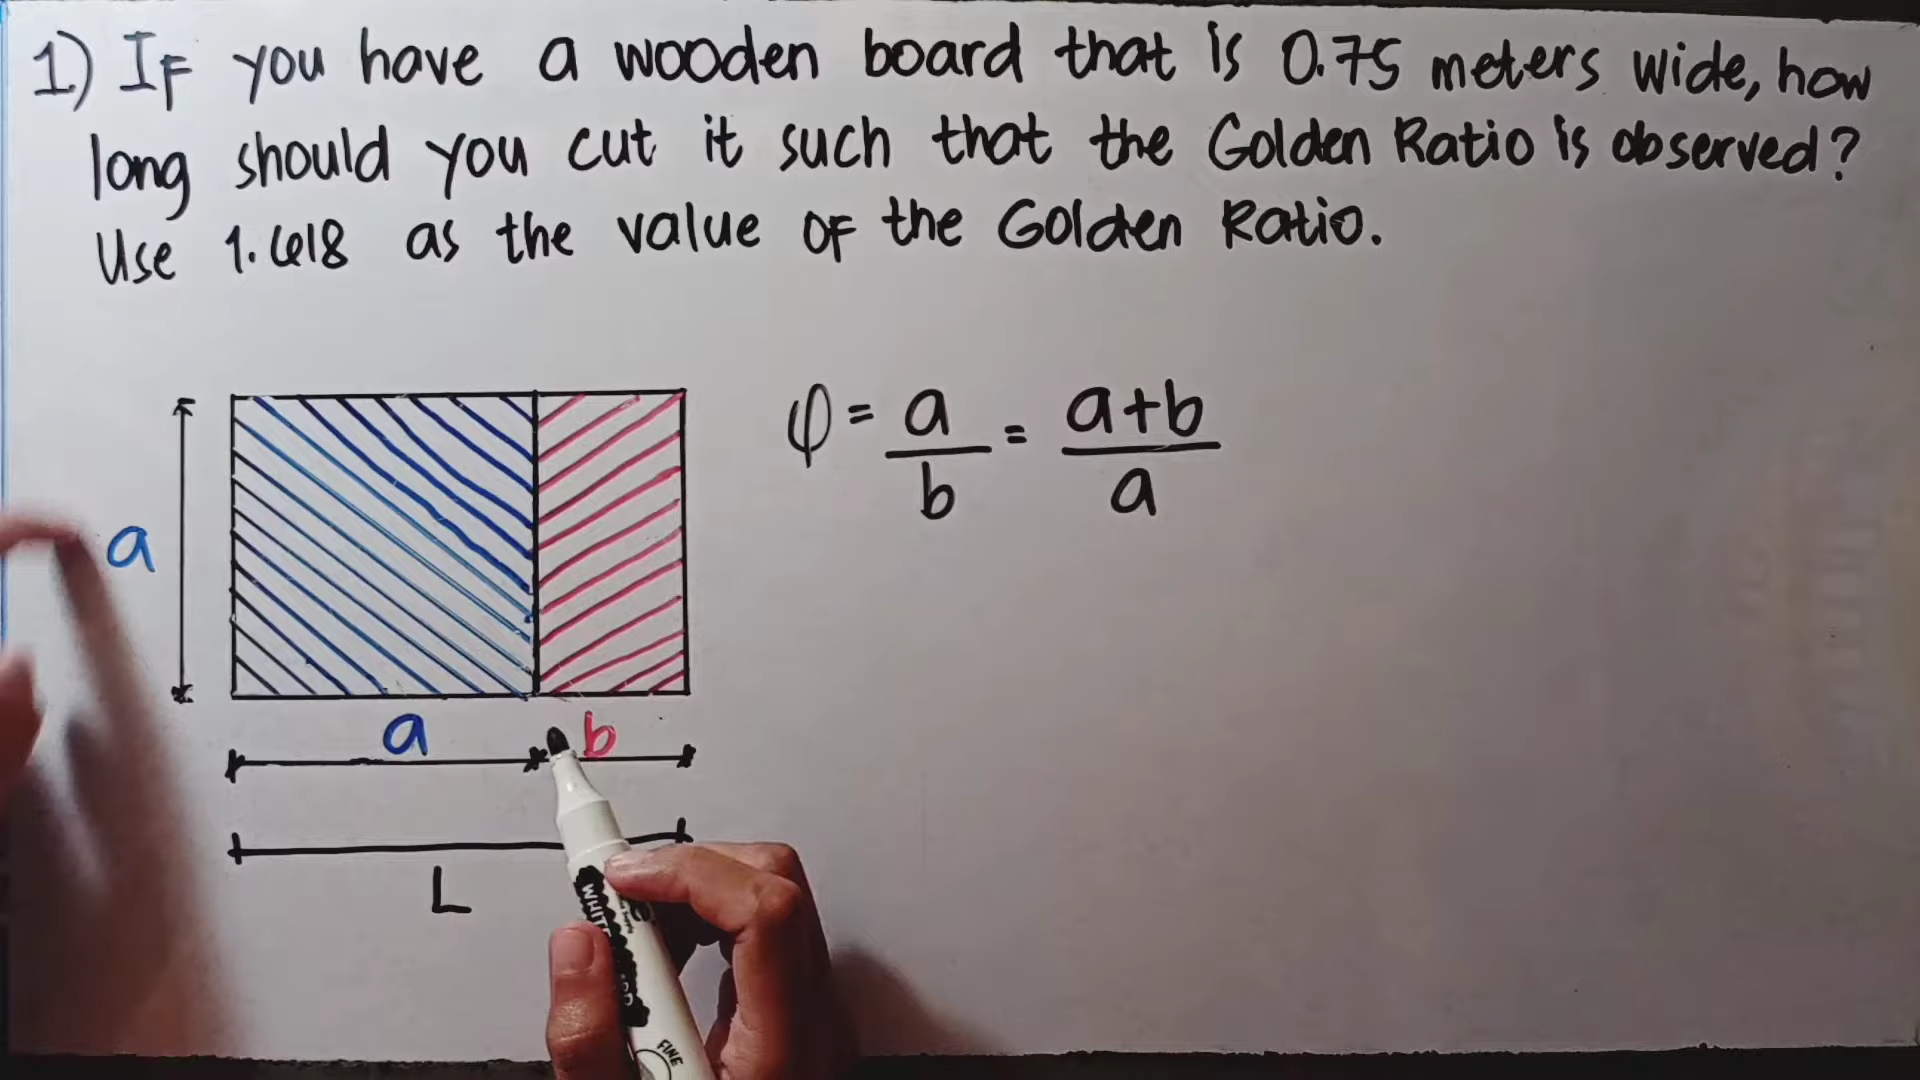 1.) If you have a wooden board that is 0.75 meters wide, how
long should you cut it such that the Golden Ratio is observed?
Use 1.618 as the value of the Golden Ratio.
φ = a/b = a+b/a
a
a b
L
FINE